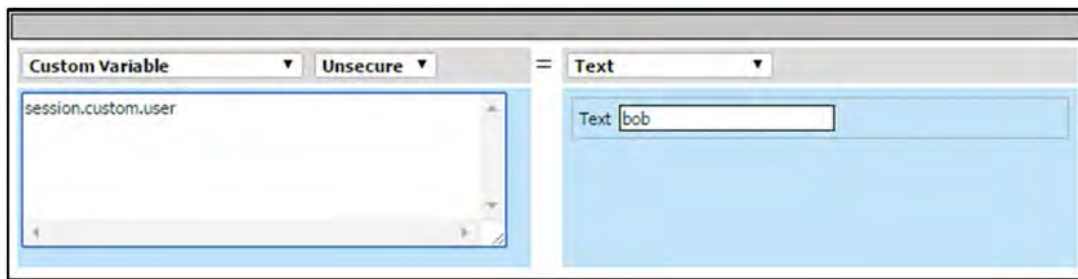 Custom Variable Unsecure = Text
session.custom.user
Text bob